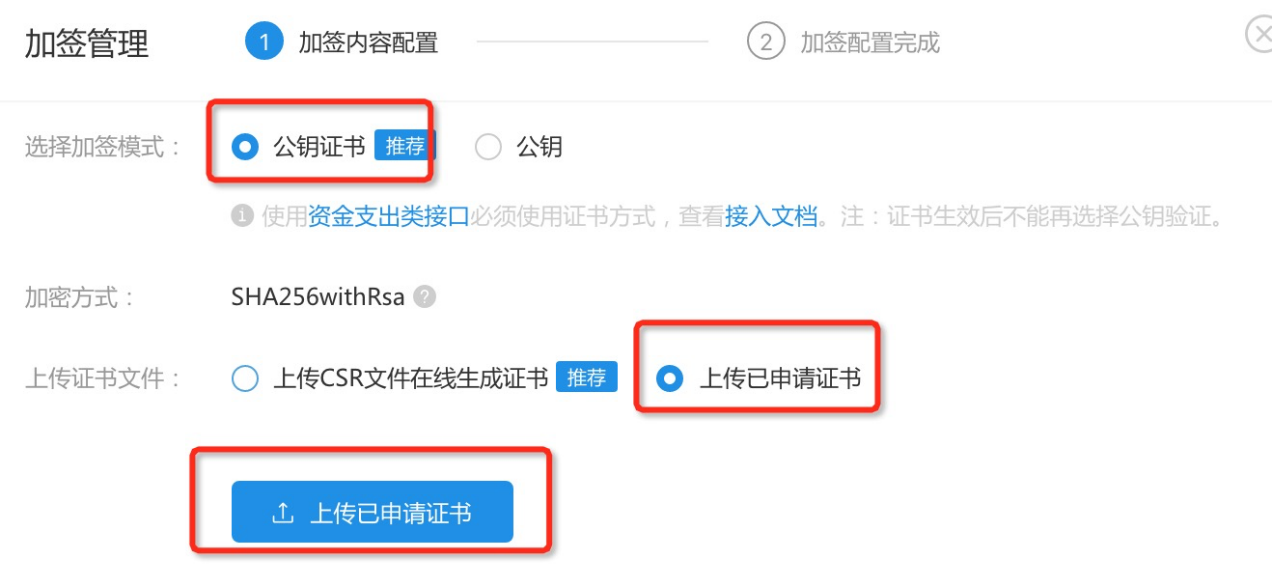 加签管理 1 加签内容配置 2 加签配置完成
选择加签模式： 公钥证书 推荐 公钥
使用资金支出类接口必须使用证书方式，查看接入文档。注：证书生效后不能再选择公钥验证。
加密方式： SHA256withRsa ?
上传证书文件： 上传CSR文件在线生成证书 推荐 上传已申请证书
上传已申请证书